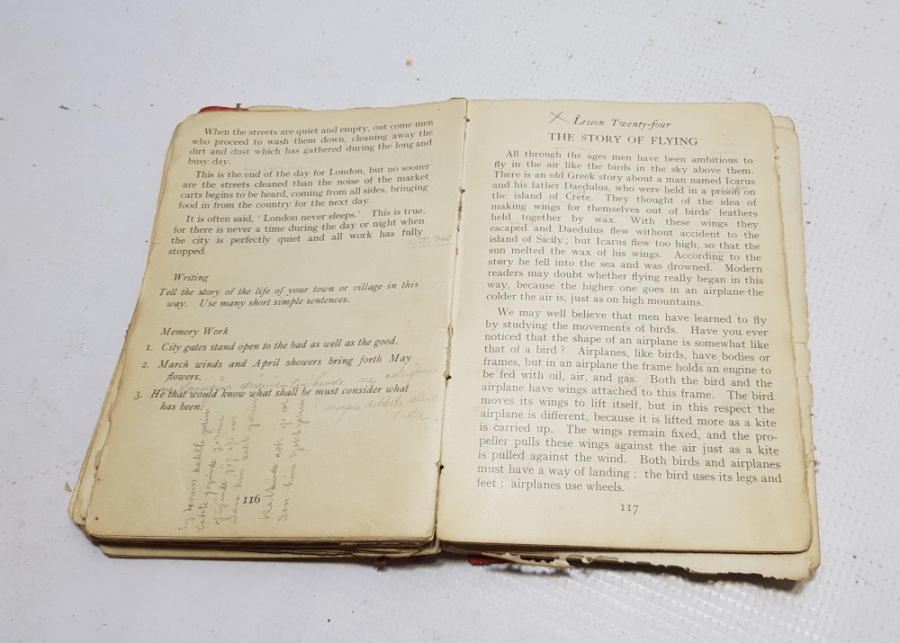 When the streets are quiet and empty, out come men
who proceed to wash them down, cleaning away the
dirt and dust which has gathered during the long and
busy day.
This is the end of the day for London, but no sooner
are the streets cleaned than the noise of the market
carts begins to be heard, coming from all sides, bringing
food in from the country for the next day.
It is often said, ' London never sleeps.' This is true,
for there is never a time during the day or night when
the city is perfectly quiet and all work has fully
stopped.
Writing
Tell the story of the life of your town or village in this
way. Use many short simple sentences.
Memory Work
1. City gates stand open to the bad as well as the good.
2. March winds and April showers bring forth May
flowers.
3. He that would know what shall be must consider what
has been.
116
Lesson Twenty-four
THE STORY OF FLYING
All through the ages men have been ambitious to
fly in the air like the birds in the sky above them.
There is an old Greek story about a man named Icarus
and his father Daedulus, who were held in a prison on
the island of Crete. They thought of the idea of
making wings for themselves out of birds' feathers
held together by wax. With these wings they
escaped and Daedulus flew without accident to the
island of Sicily ; but Icarus flew too high, so that the
sun melted the wax of his wings. According to the
story he fell into the sea and was drowned. Modern
readers may doubt whether flying really began in this
way, because the higher one goes in an airplane the
colder the air is, just as on high mountains.
We may well believe that men have learned to fly
by studying the movements of birds. Have you ever
noticed that the shape of an airplane is somewhat like
that of a bird ? Airplanes, like birds, have bodies or
frames, but in an airplane the frame holds an engine to
be fed with oil, air, and gas. Both the bird and the
airplane have wings attached to this frame. The bird
moves its wings to lift itself, but in this respect the
airplane is different, because it is lifted more as a kite
is carried up. The wings remain fixed, and the pro-
peller pulls these wings against the air just as a kite
is pulled against the wind. Both birds and airplanes
must have a way of landing ; the bird uses its legs and
feet ; airplanes use wheels.
117